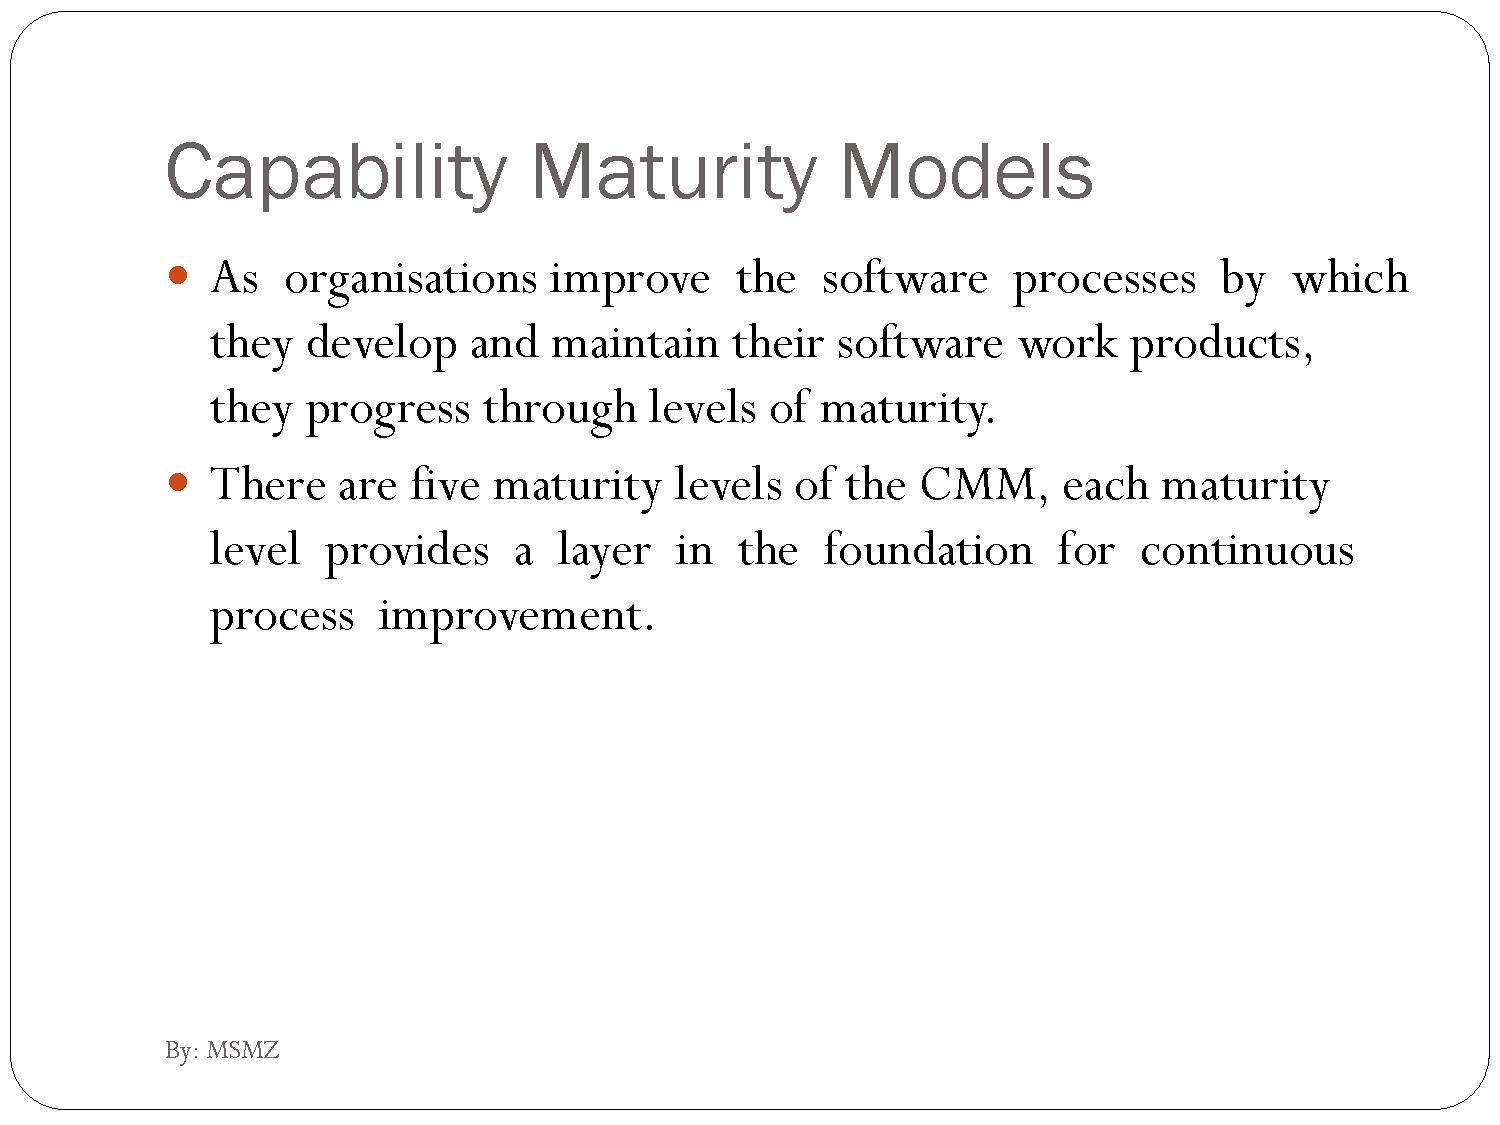 Capability Maturity Models
• As organisations improve the software processes by which
they develop and maintain their software work products,
they progress through levels of maturity.
• There are five maturity levels of the CMM, each maturity
level provides a layer in the foundation for continuous
process improvement.
By: MSMZ